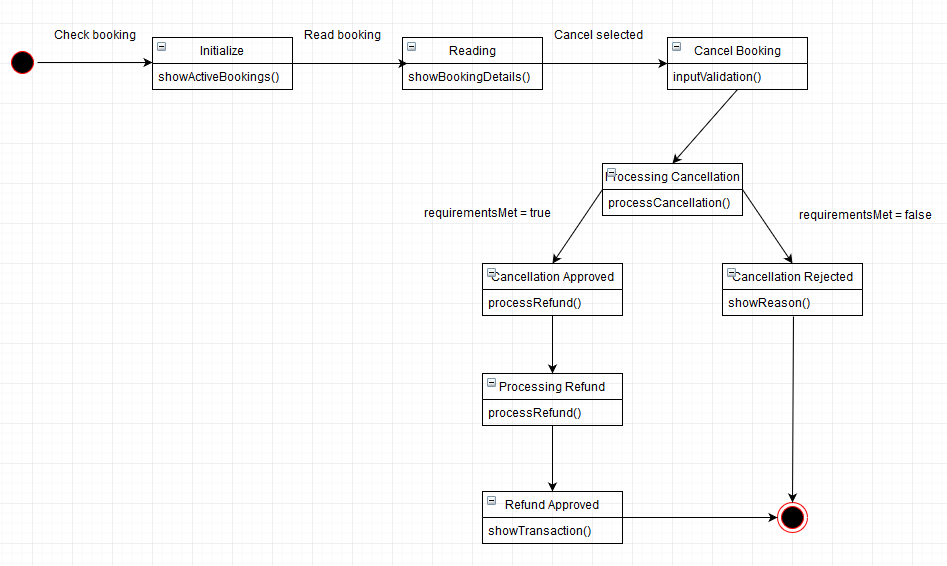 Check booking
Read booking
Cancel selected
Initialize
showActiveBookings()
Reading
showBookingDetails()
Cancel Booking
inputValidation()
Processing Cancellation
processCancellation()
requirementsMet = true
requirementsMet = false
Cancellation Approved
processRefund()
Cancellation Rejected
showReason()
Processing Refund
processRefund()
Refund Approved
showTransaction()